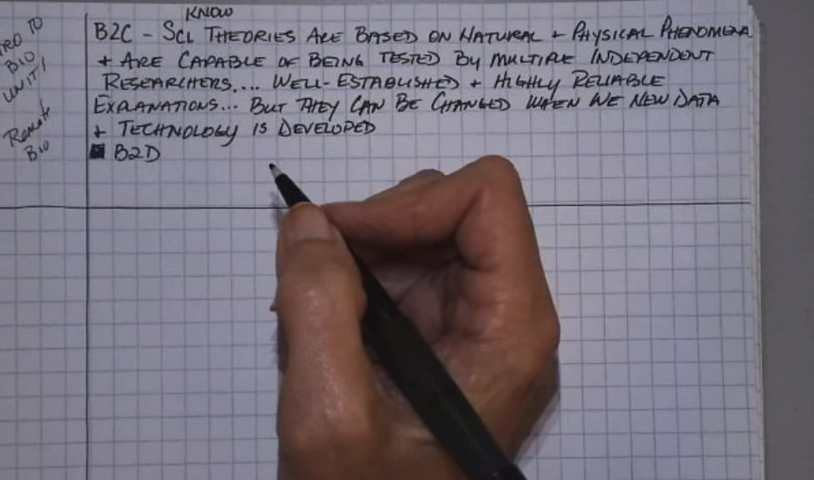 KNOW
B2C - SCI THEORIES ARE BASED ON NATURAL + PHYSICAL PHENOMENA
+ ARE CAPABLE OF BEING TESTED BY MULTIPLE INDEPENDENT
RESEARCHERS.... WELL-ESTABLISHED + HIGHLY RELIABLE
EXPLANATIONS... BUT THEY CAN BE CHANGED WHEN WE NEW DATA
+ TECHNOLOGY IS DEVELOPED
B2D
TO
BIO
UNIT!
BIO